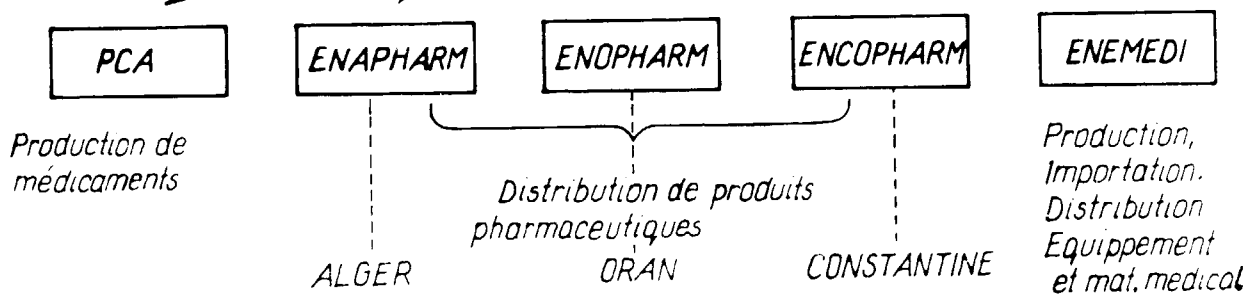 PCA
ENAPHARM
ENOPHARM
ENCOPHARM
ENEMEDI
Production de
médicaments
Distribution de produits
pharmaceutiques
ALGER
ORAN
CONSTANTINE
Production,
Importation.
Distribution
Equippement
et mat. medical